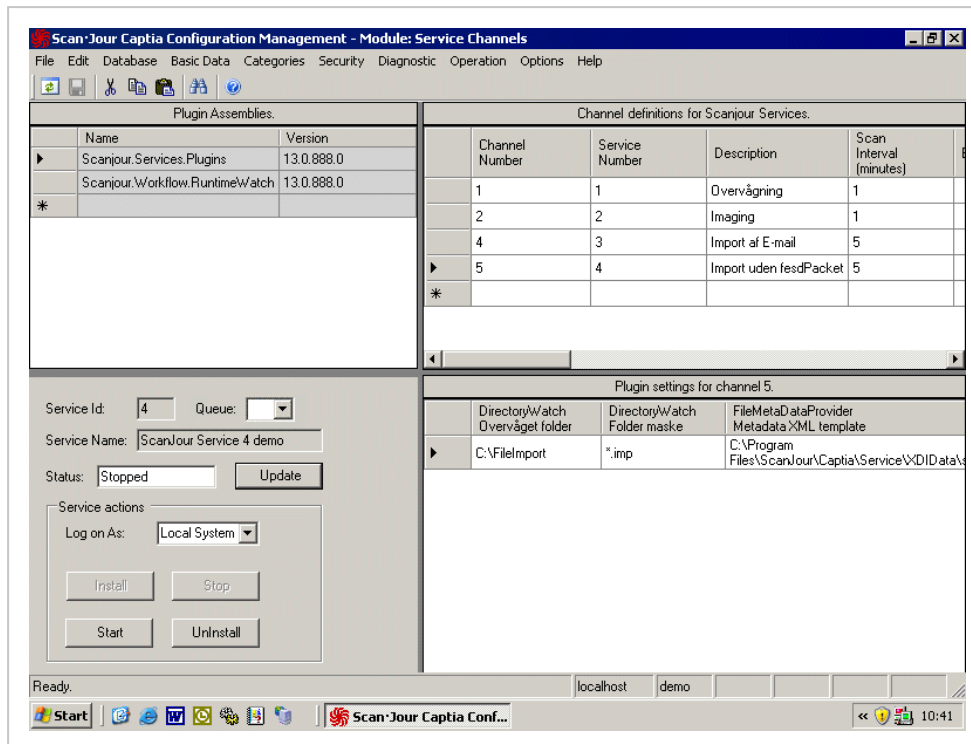 Scan·Jour Captia Configuration Management - Module: Service Channels
File Edit Database Basic Data Categories Security Diagnostic Operation Options Help
Plugin Assemblies.
Name Version
Scanjour.Services.Plugins 13.0.888.0
Scanjour.Workflow.RuntimeWatch 13.0.888.0
Channel definitions for Scanjour Services.
Channel Number Service Number Description Scan Interval (minutes)
1 1 Overvågning 1
2 2 Imaging 1
4 3 Import af E-mail 5
5 4 Import uden fesdPacket 5
Service Id: 4 Queue:
Service Name: ScanJour Service 4 demo
Status: Stopped Update
Service actions
Log on As: Local System
Install Stop
Start UnInstall
Plugin settings for channel 5.
DirectoryWatch DirectoryWatch FileMetaDataProvider
Overvåget folder Folder maske Metadata XML template
C:\FileImport *.imp C:\Program
Files\ScanJour\Captia\Service\XDIData\s
Ready. localhost demo
Start Scan·Jour Captia Conf... « 10:41